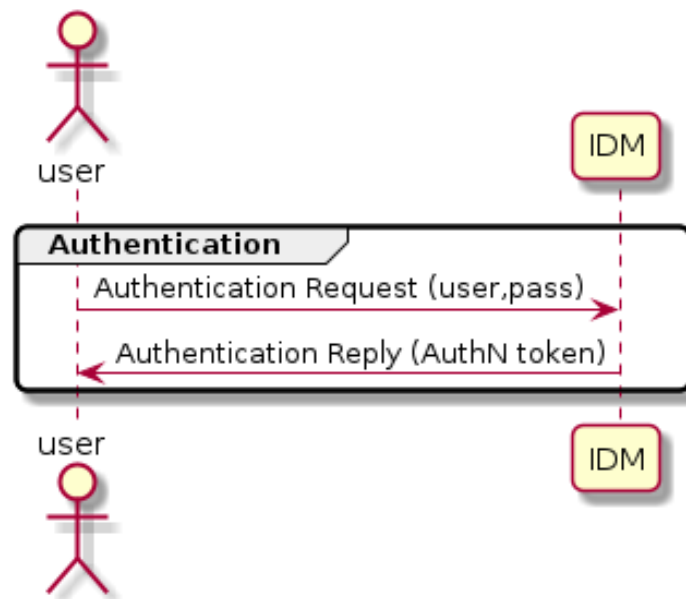 user
IDM
Authentication
Authentication Request (user,pass)
Authentication Reply (AuthN token)
user
IDM